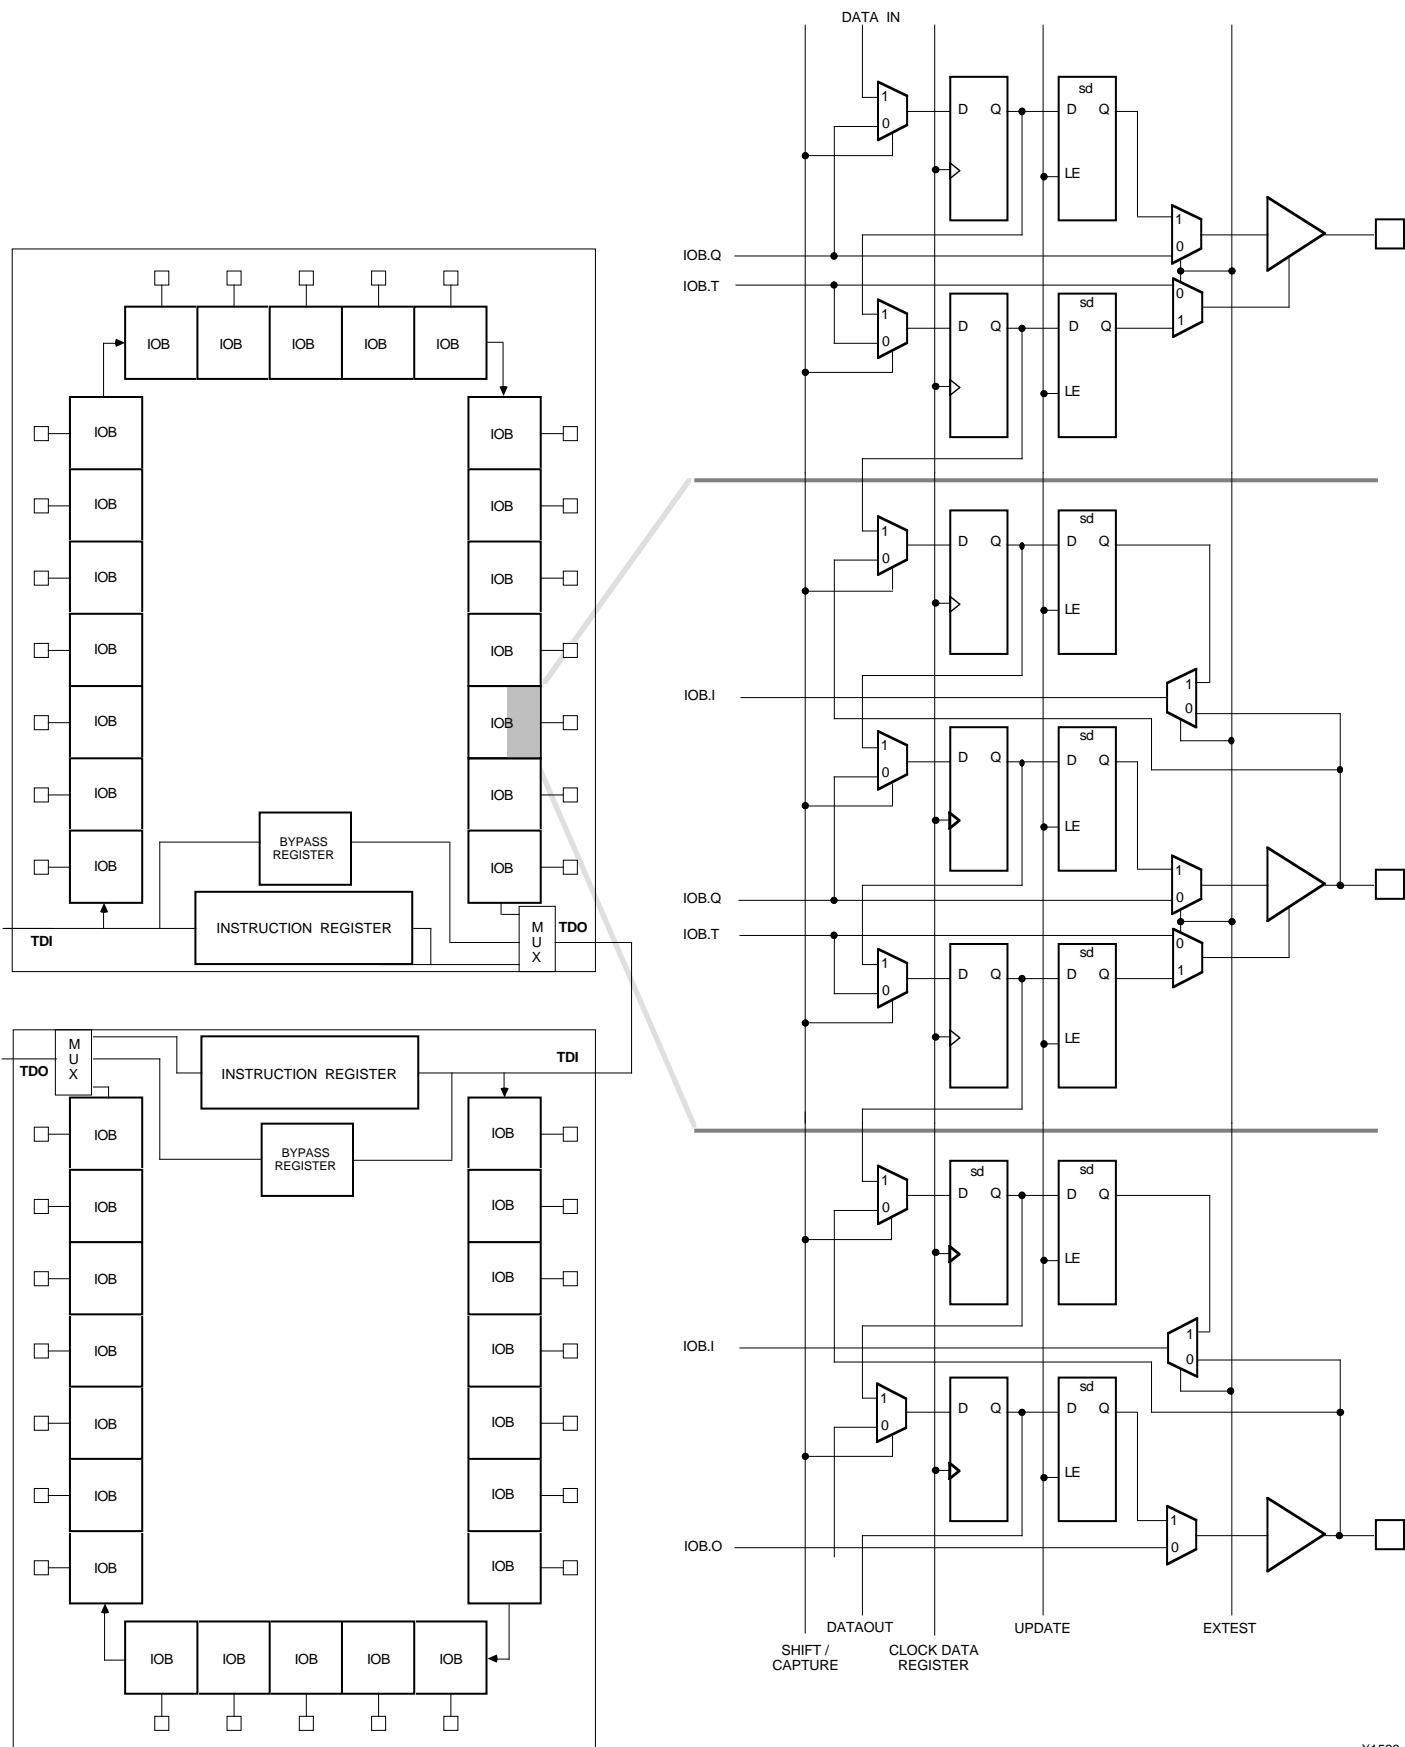 DATA IN
1
0
D Q
LE
sd
D Q
1
0
IOB.Q
IOB.T
0
1
1
0
D Q
sd
D Q
LE
IOB IOB IOB IOB IOB
IOB
IOB
IOB
IOB
IOB
IOB
IOB
IOB
IOB
IOB
IOB
IOB
IOB
IOB
BYPASS
REGISTER
INSTRUCTION REGISTER
TDI
M
U
X
TDO
1
0
D Q
sd
D Q
LE
IOB.I
1
0
1
0
D Q
sd
D Q
LE
IOB.Q
IOB.T
1
0
0
1
1
0
D Q
sd
D Q
LE
M
U
X
TDO
INSTRUCTION REGISTER
TDI
BYPASS
REGISTER
IOB
IOB
IOB
IOB
IOB
IOB
IOB
IOB
IOB
IOB
IOB
IOB
IOB
IOB
IOB IOB IOB IOB IOB
1
0
sd
D Q
sd
D Q
LE
IOB.I
1
0
1
0
D Q
sd
D Q
LE
IOB.O
1
0
DATAOUT
UPDATE
EXTEST
SHIFT /
CAPTURE
CLOCK DATA
REGISTER